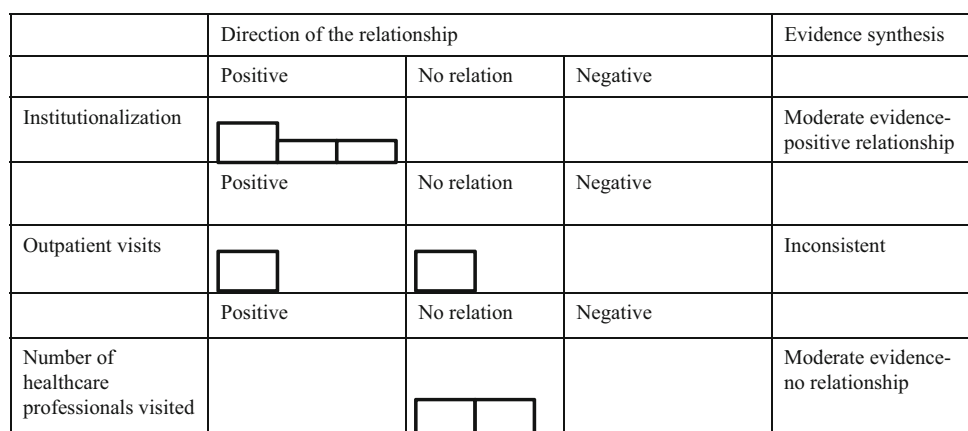 Direction of the relationship Evidence synthesis
Positive No relation Negative
Institutionalization Moderate evidence-
positive relationship
Positive No relation Negative
Outpatient visits Inconsistent
Positive No relation Negative
Number of Moderate evidence-
healthcare no relationship
professionals visited